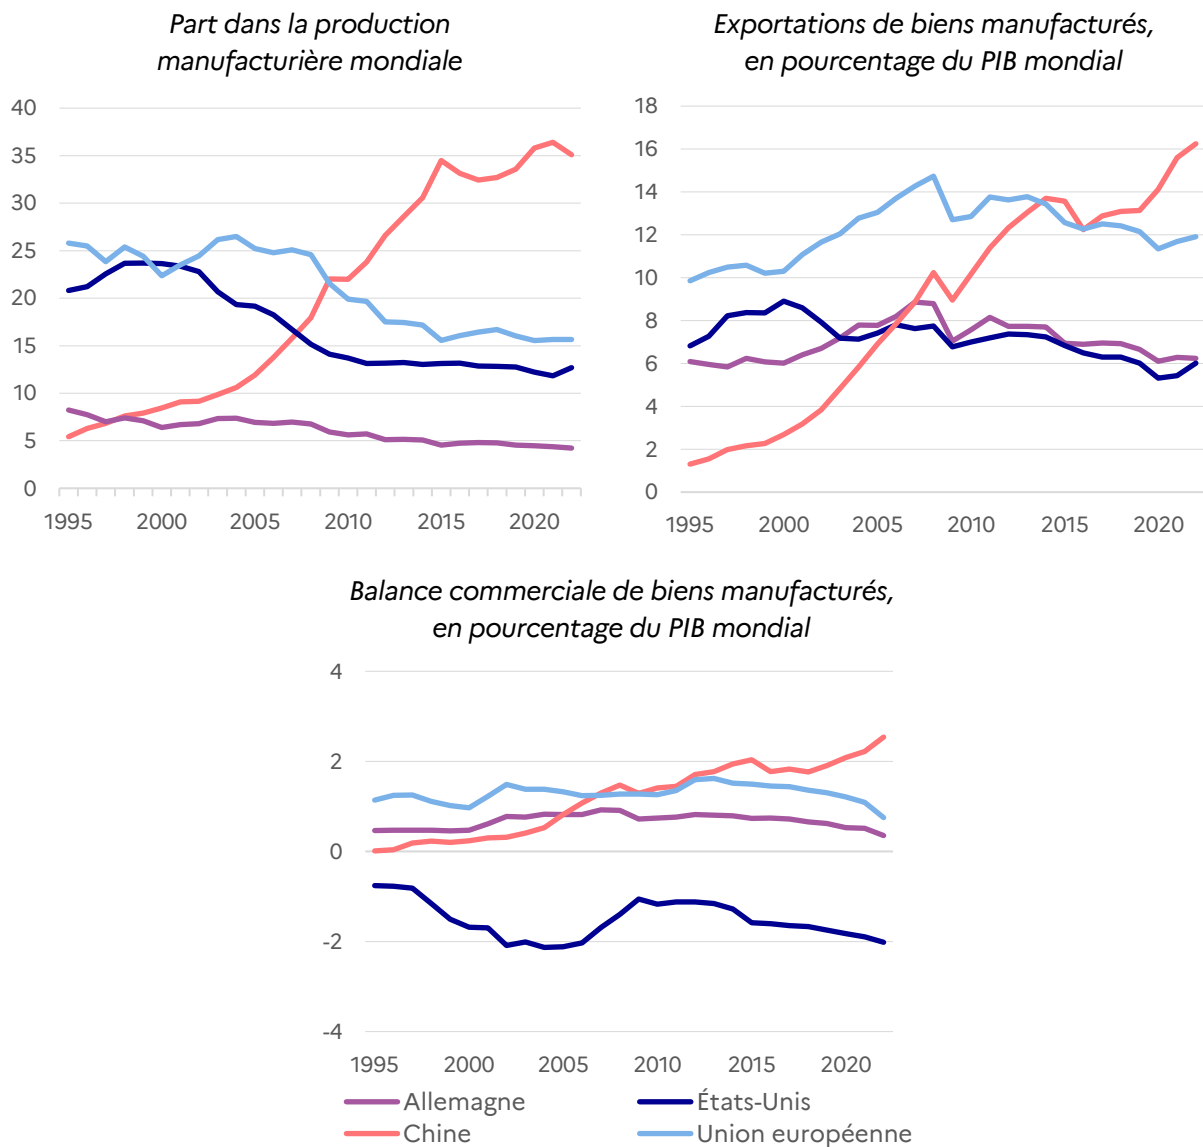 Part dans la production
manufacturière mondiale
40
35
30
25
20
15
10
5
0
1995 2000 2005 2010 2015 2020
Exportations de biens manufacturés,
en pourcentage du PIB mondial
18
16
14
12
10
8
6
4
2
0
1995 2000 2005 2010 2015 2020
Balance commerciale de biens manufacturés,
en pourcentage du PIB mondial
4
2
0
-2
-4
1995 2000 2005 2010 2015 2020
Allemagne États-Unis
Chine Union européenne